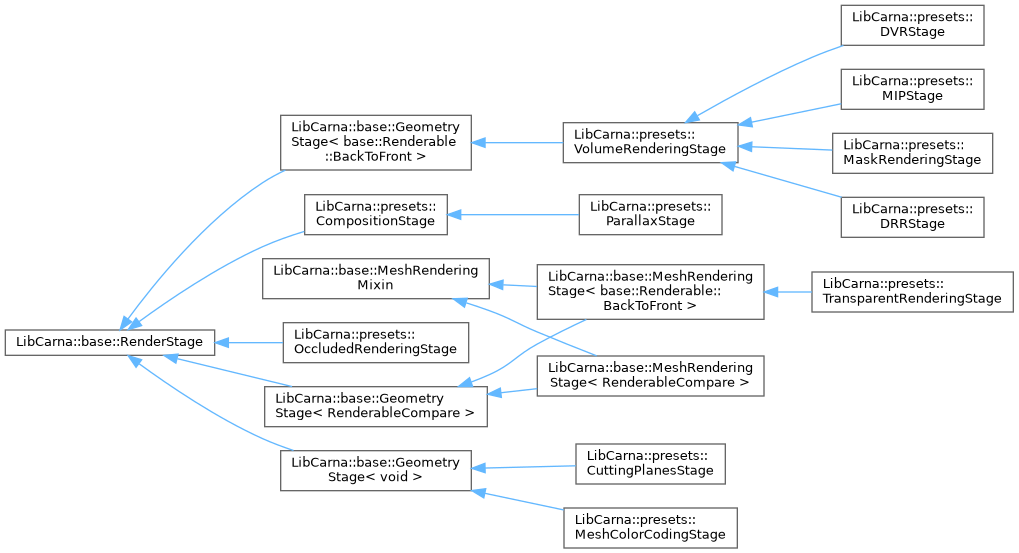 LibCarna::presets::
DVRStage
LibCarna::presets::
MIPStage
LibCarna::base::Geometry
Stage< base::Renderable
::BackToFront >
LibCarna::presets::
VolumeRenderingStage
LibCarna::presets::
MaskRenderingStage
LibCarna::presets::
DRRStage
LibCarna::presets::
CompositionStage
LibCarna::presets::
ParallaxStage
LibCarna::base::MeshRendering
Mixin
LibCarna::base::MeshRendering
Stage< base::Renderable::
BackToFront >
LibCarna::presets::
TransparentRenderingStage
LibCarna::base::RenderStage
LibCarna::presets::
OccludedRenderingStage
LibCarna::base::MeshRendering
Stage< RenderableCompare >
LibCarna::base::Geometry
Stage< RenderableCompare >
LibCarna::base::Geometry
Stage< void >
LibCarna::presets::
CuttingPlanesStage
LibCarna::presets::
MeshColorCodingStage